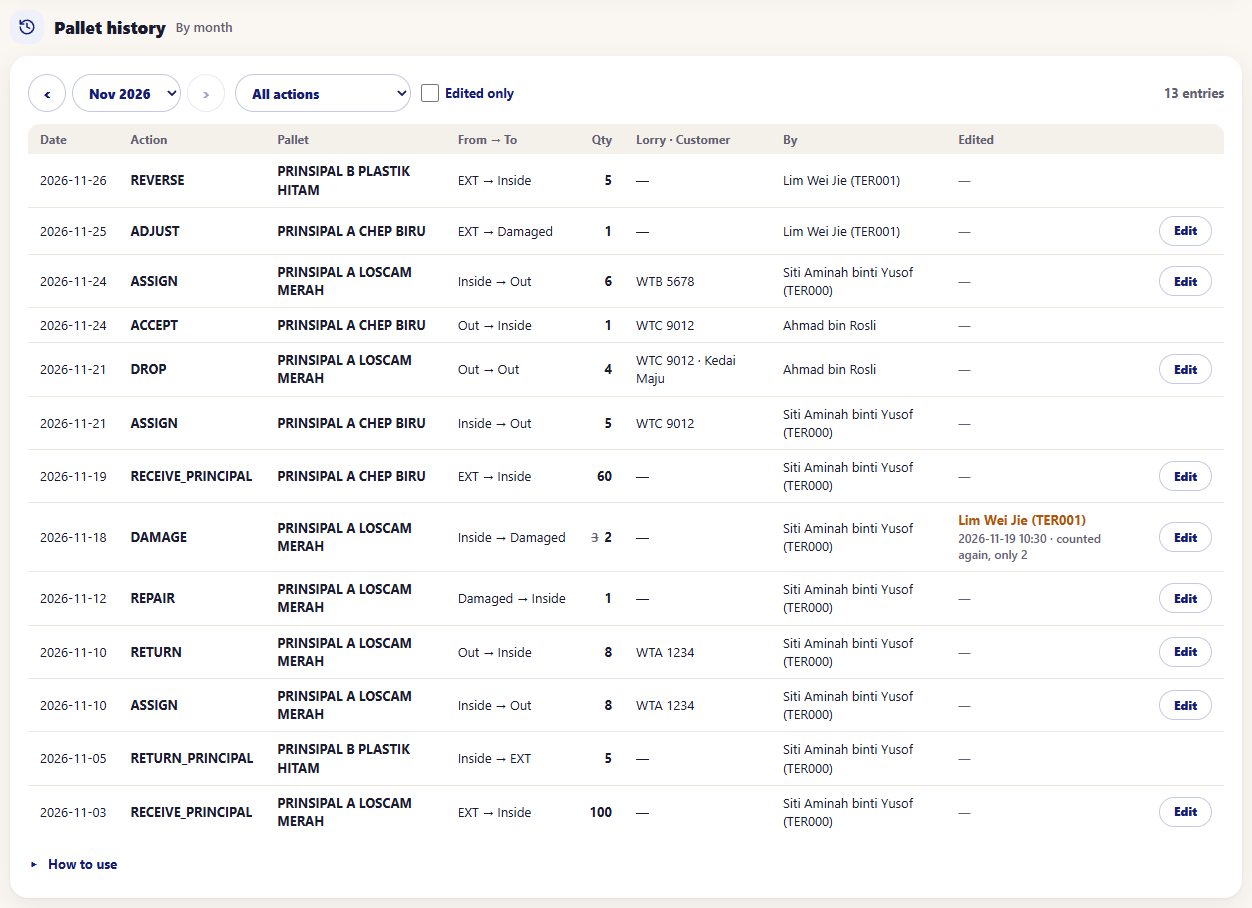 Pallet history By month
‹ Nov 2026 › All actions Edited only 13 entries
Date Action Pallet From → To Qty Lorry · Customer By Edited
2026-11-26 REVERSE PRINSIPAL B PLASTIK HITAM EXT → Inside 5 — Lim Wei Jie (TER001) —
2026-11-25 ADJUST PRINSIPAL A CHEP BIRU EXT → Damaged 1 — Lim Wei Jie (TER001) — Edit
2026-11-24 ASSIGN PRINSIPAL A LOSCAM MERAH Inside → Out 6 WTB 5678 Siti Aminah binti Yusof (TER000) — Edit
2026-11-24 ACCEPT PRINSIPAL A CHEP BIRU Out → Inside 1 WTC 9012 Ahmad bin Rosli —
2026-11-21 DROP PRINSIPAL A LOSCAM MERAH Out → Out 4 WTC 9012 · Kedai Maju Ahmad bin Rosli — Edit
2026-11-21 ASSIGN PRINSIPAL A CHEP BIRU Inside → Out 5 WTC 9012 Siti Aminah binti Yusof (TER000) —
2026-11-19 RECEIVE_PRINCIPAL PRINSIPAL A CHEP BIRU EXT → Inside 60 — Siti Aminah binti Yusof (TER000) — Edit
2026-11-18 DAMAGE PRINSIPAL A LOSCAM MERAH Inside → Damaged 3 2 — Siti Aminah binti Yusof (TER000) Lim Wei Jie (TER001) 2026-11-19 10:30 · counted again, only 2 Edit
2026-11-12 REPAIR PRINSIPAL A LOSCAM MERAH Damaged → Inside 1 — Siti Aminah binti Yusof (TER000) — Edit
2026-11-10 RETURN PRINSIPAL A LOSCAM MERAH Out → Inside 8 WTA 1234 Siti Aminah binti Yusof (TER000) — Edit
2026-11-10 ASSIGN PRINSIPAL A LOSCAM MERAH Inside → Out 8 WTA 1234 Siti Aminah binti Yusof (TER000) — Edit
2026-11-05 RETURN_PRINCIPAL PRINSIPAL B PLASTIK HITAM Inside → EXT 5 — Siti Aminah binti Yusof (TER000) —
2026-11-03 RECEIVE_PRINCIPAL PRINSIPAL A LOSCAM MERAH EXT → Inside 100 — Siti Aminah binti Yusof (TER000) — Edit
How to use